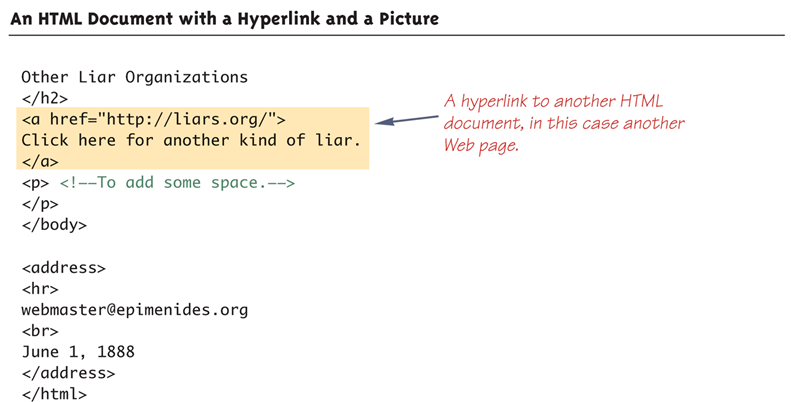 An HTML Document with a Hyperlink and a Picture
Other Liar Organizations
</h2>
<a href="http://liars.org/">
Click here for another kind of liar.
</a>
A hyperlink to another HTML
document, in this case another
Web page.
<p> <!--To add some space.-->
</p>
</body>
<address>
<hr>
webmaster@epimenides.org
<br>
June 1, 1888
</address>
</html>